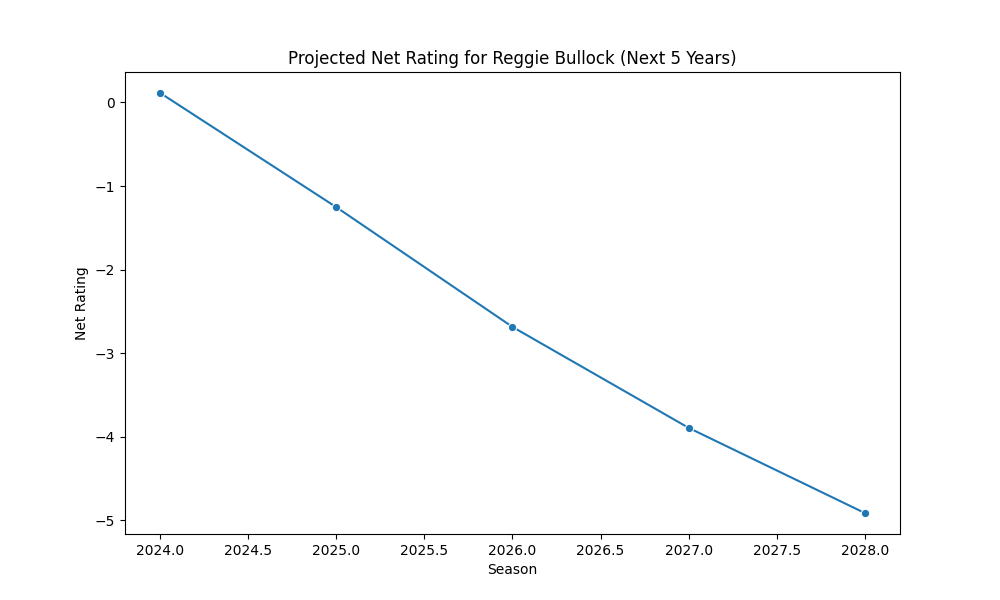 Projected Net Rating for Reggie Bullock (Next 5 Years)
0
−1
−2
−3
−4
−5
Net Rating
2024.0 2024.5 2025.0 2025.5 2026.0 2026.5 2027.0 2027.5 2028.0
Season